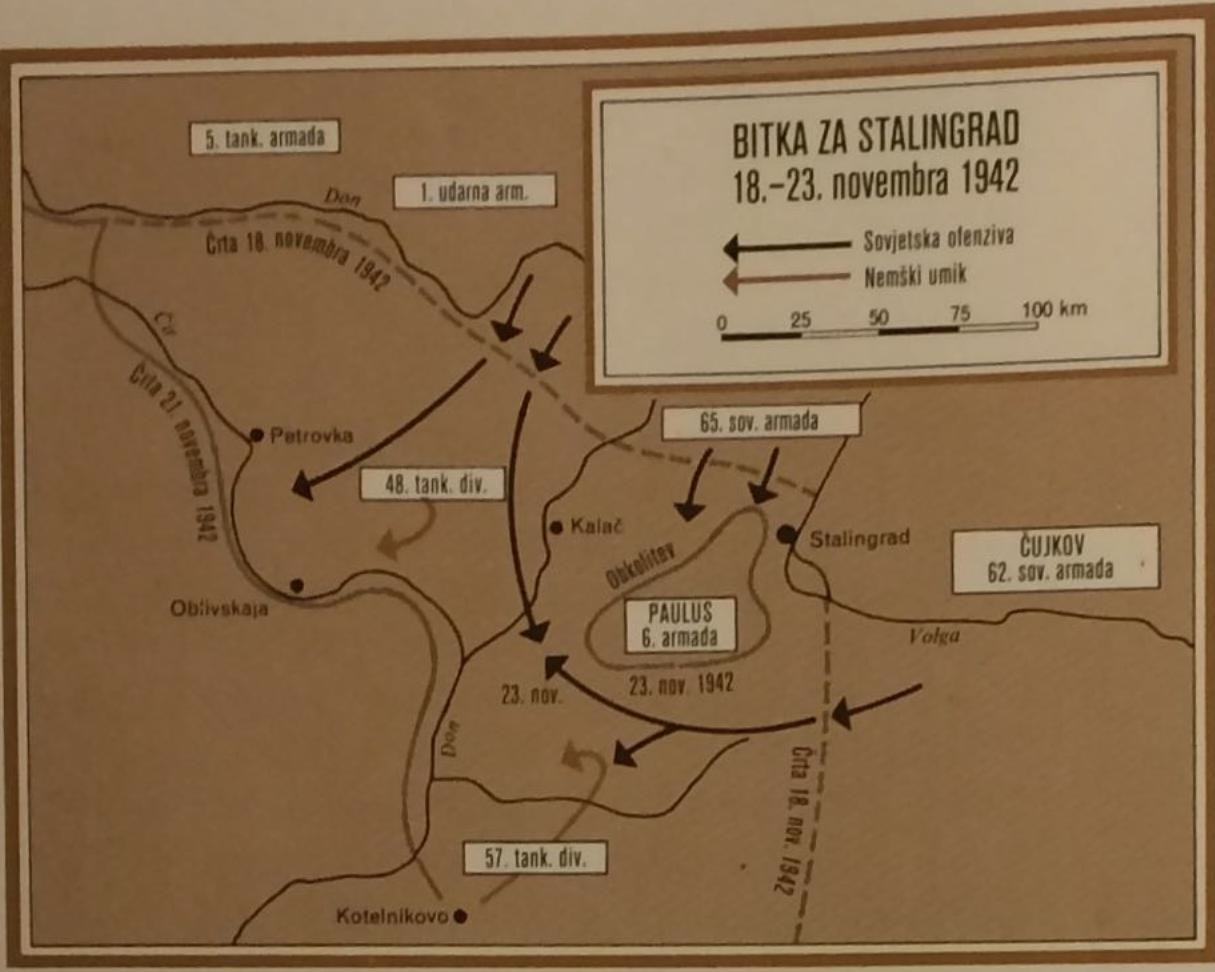 BITKA ZA STALINGRAD
18.–23. novembra 1942
Sovjetska ofenziva
Nemški umik
0 25 50 75 100 km
5. tank. armada
1. udarna arm.
Don
Črta 18. novembra 1942
Čir
Črta 21. novembra 1942
Petrovka
65. sov. armada
48. tank. div.
Kalač
Stalingrad
Obkolitev
ČUJKOV
62. sov. armada
Oblivskaja
PAULUS
6. armada
Volga
23. nov.
23. nov. 1942
Don
Črta 18. nov. 1942
57. tank. div.
Kotelnikovo